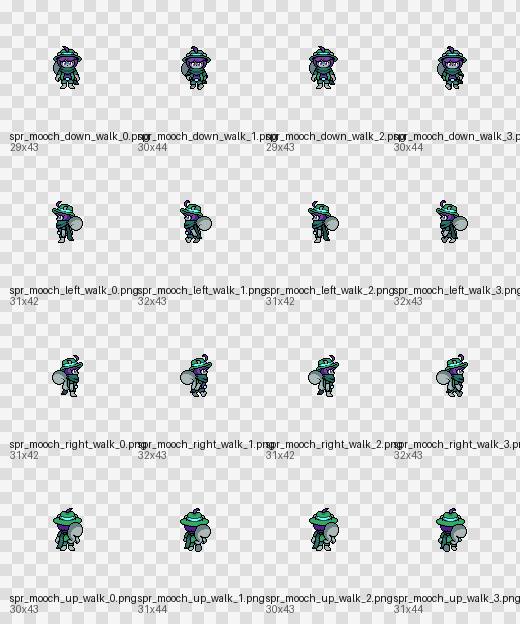 spr_mooch_down_walk_0.png spr_mooch_down_walk_1.png spr_mooch_down_walk_2.png spr_mooch_down_walk_3.p
29x43 30x44 29x43 30x44
spr_mooch_left_walk_0.png spr_mooch_left_walk_1.png spr_mooch_left_walk_2.png spr_mooch_left_walk_3.png
31x42 32x43 31x42 32x43
spr_mooch_right_walk_0.png spr_mooch_right_walk_1.png spr_mooch_right_walk_2.png spr_mooch_right_walk_3.p
31x42 32x43 31x42 32x43
spr_mooch_up_walk_0.png spr_mooch_up_walk_1.png spr_mooch_up_walk_2.png spr_mooch_up_walk_3.png
30x43 31x44 30x43 31x44